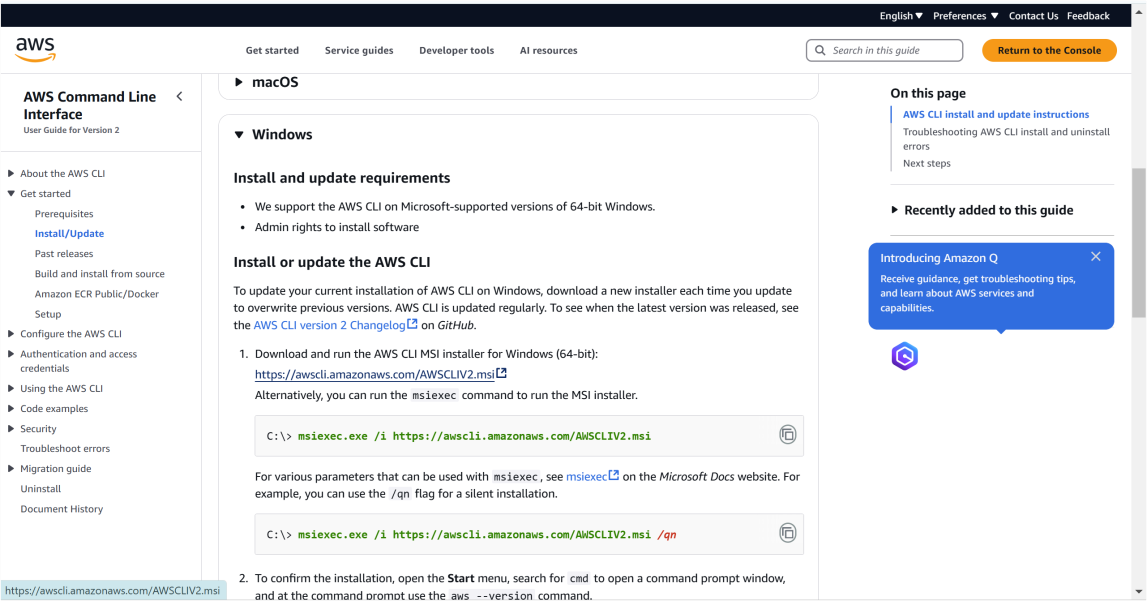 English ▼ Preferences ▼ Contact Us Feedback
aws
Get started Service guides Developer tools AI resources
Search in this guide
Return to the Console
AWS Command Line
Interface
User Guide for Version 2
About the AWS CLI
Get started
Prerequisites
Install/Update
Past releases
Build and install from source
Amazon ECR Public/Docker
Setup
Configure the AWS CLI
Authentication and access
credentials
Using the AWS CLI
Code examples
Security
Troubleshoot errors
Migration guide
Uninstall
Document History
macOS
Windows
Install and update requirements
• We support the AWS CLI on Microsoft-supported versions of 64-bit Windows.
• Admin rights to install software
Install or update the AWS CLI
To update your current installation of AWS CLI on Windows, download a new installer each time you update
to overwrite previous versions. AWS CLI is updated regularly. To see when the latest version was released, see
the AWS CLI version 2 Changelog on GitHub.
1. Download and run the AWS CLI MSI installer for Windows (64-bit):
https://awscli.amazonaws.com/AWSCLIV2.msi
Alternatively, you can run the msiexec command to run the MSI installer.
C:\> msiexec.exe /i https://awscli.amazonaws.com/AWSCLIV2.msi
For various parameters that can be used with msiexec, see msiexec on the Microsoft Docs website. For
example, you can use the /qn flag for a silent installation.
C:\> msiexec.exe /i https://awscli.amazonaws.com/AWSCLIV2.msi /qn
2. To confirm the installation, open the Start menu, search for cmd to open a command prompt window,
and at the command prompt use the aws --version command.
On this page
AWS CLI install and update instructions
Troubleshooting AWS CLI install and uninstall
errors
Next steps
Recently added to this guide
Introducing Amazon Q
Receive guidance, get troubleshooting tips,
and learn about AWS services and
capabilities.
https://awscli.amazonaws.com/AWSCLIV2.msi